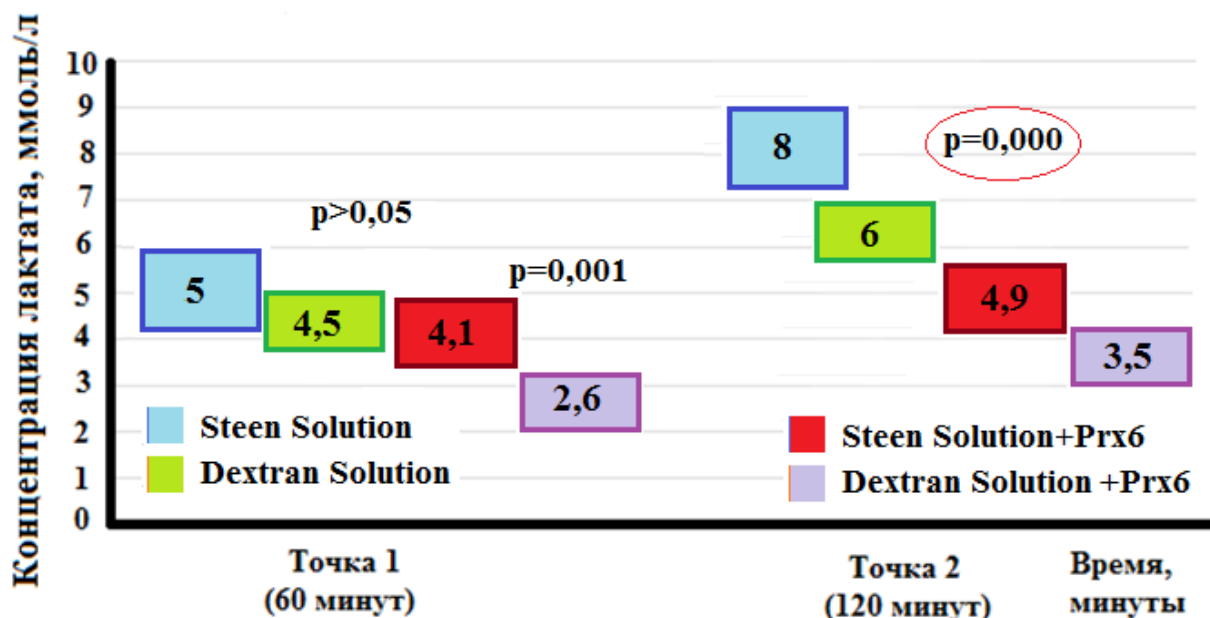 Концентрация лактата, ммоль/л
10
9
8
7
6
5
4
3
2
1
0
8
p=0,000
p>0,05
6
5
p=0,001
4,5
4,1
4,9
3,5
2,6
Steen Solution
Dextran Solution
Steen Solution+Prx6
Dextran Solution +Prx6
Точка 1
(60 минут)
Точка 2
(120 минут)
Время,
минуты